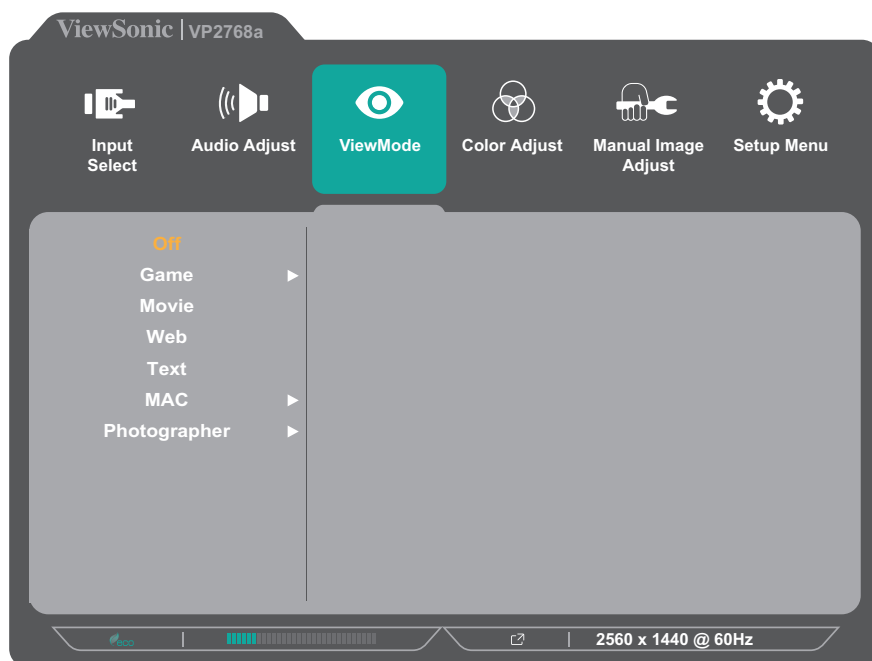 ViewSonic | VP2768a
Input Select
Audio Adjust
ViewMode
Color Adjust
Manual Image Adjust
Setup Menu
Off
Game ►
Movie
Web
Text
MAC ►
Photographer ►
eco | | 2560 x 1440 @ 60Hz